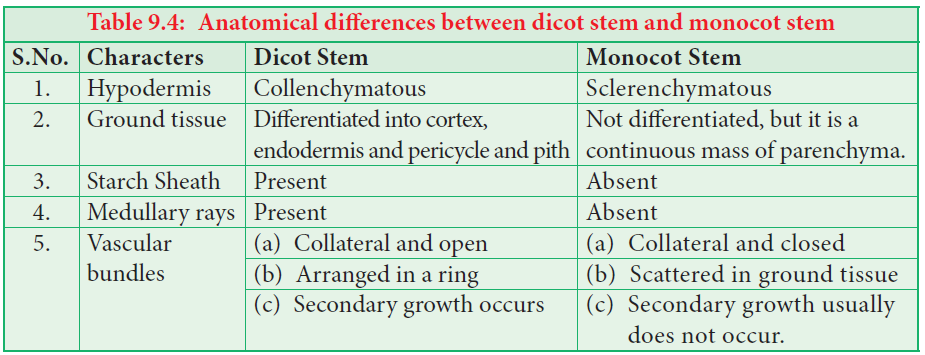 Table 9.4: Anatomical differences between dicot stem and monocot stem
S.No. Characters Dicot Stem Monocot Stem
1. Hypodermis Collenchymatous Sclerenchymatous
2. Ground tissue Differentiated into cortex, Not differentiated, but it is a
endodermis and pericycle and pith continuous mass of parenchyma.
3. Starch Sheath Present Absent
4. Medullary rays Present Absent
5. Vascular (a) Collateral and open (a) Collateral and closed
bundles (b) Arranged in a ring (b) Scattered in ground tissue
(c) Secondary growth occurs (c) Secondary growth usually
does not occur.